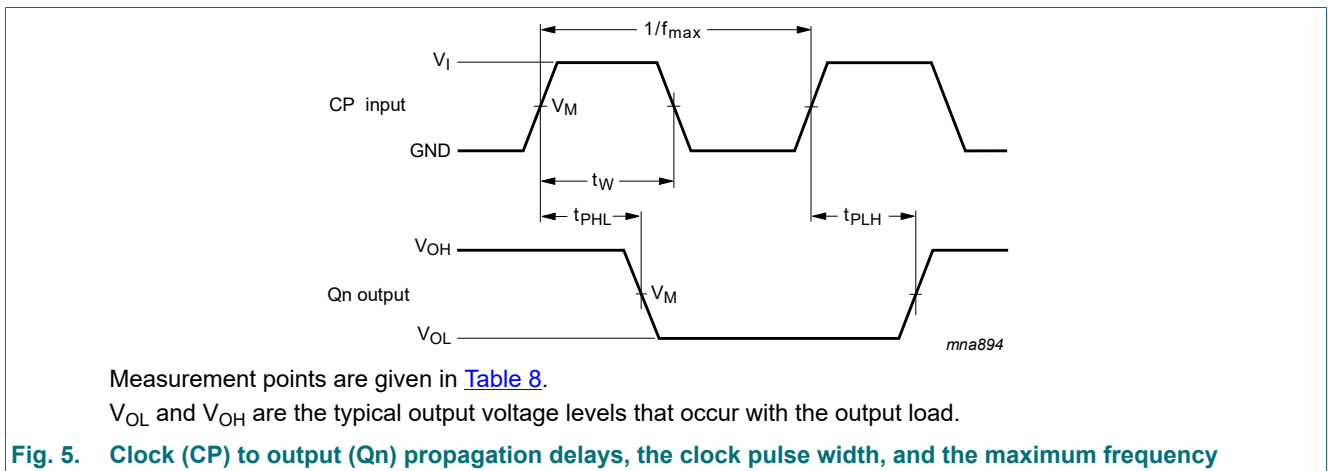 1/fmax
VI
CP input
VM
GND
tW
tPHL
tPLH
VOH
Qn output
VM
VOL
mna894
Measurement points are given in Table 8.
VOL and VOH are the typical output voltage levels that occur with the output load.
Fig. 5. Clock (CP) to output (Qn) propagation delays, the clock pulse width, and the maximum frequency